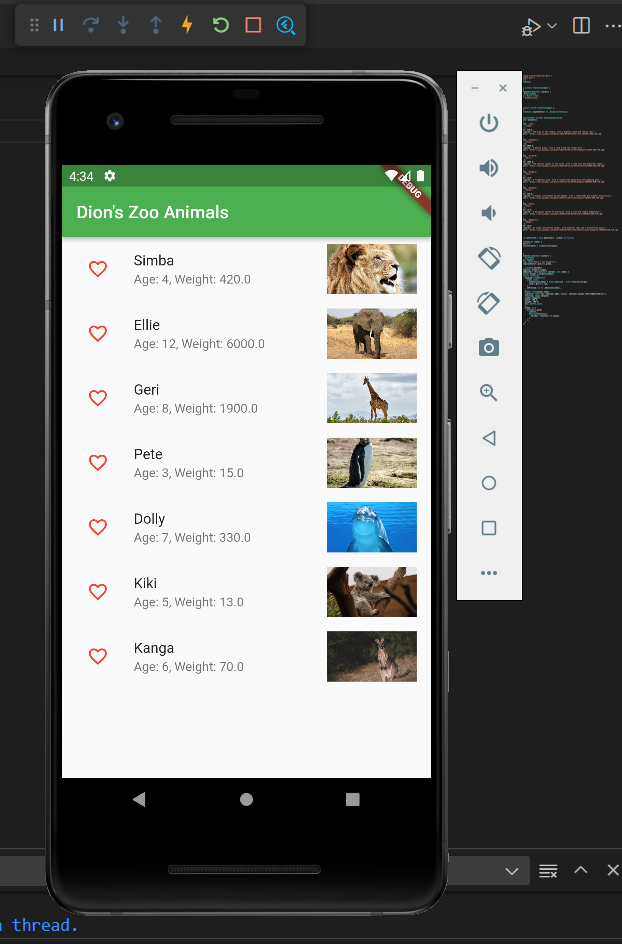 4:34
DEBUG
Dion's Zoo Animals
Simba
Age: 4, Weight: 420.0
Ellie
Age: 12, Weight: 6000.0
Geri
Age: 8, Weight: 1900.0
Pete
Age: 3, Weight: 15.0
Dolly
Age: 7, Weight: 330.0
Kiki
Age: 5, Weight: 13.0
Kanga
Age: 6, Weight: 70.0
thread.